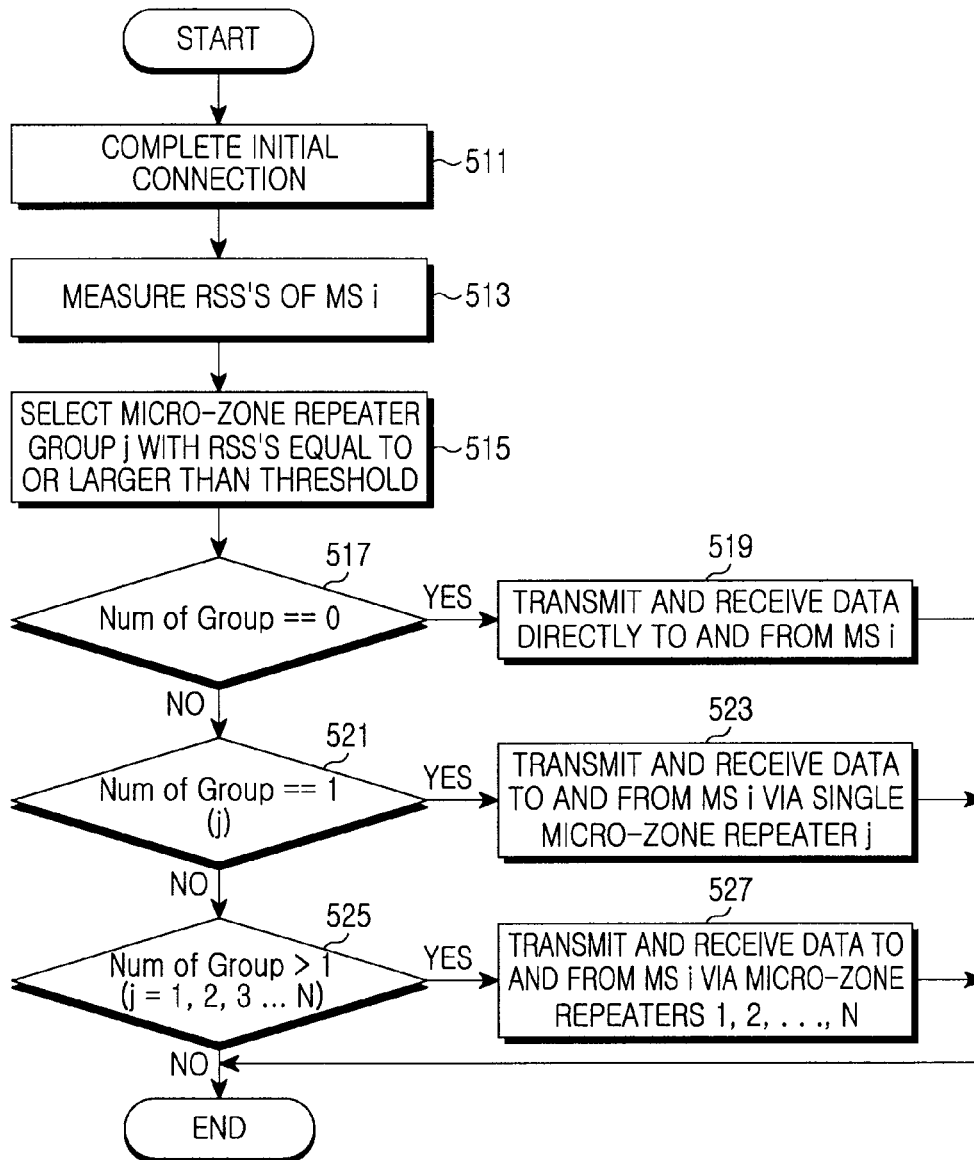 START
COMPLETE INITIAL
CONNECTION
511
MEASURE RSS'S OF MS i
513
SELECT MICRO-ZONE REPEATER
GROUP j WITH RSS'S EQUAL TO
OR LARGER THAN THRESHOLD
515
517
Num of Group == 0
YES
519
TRANSMIT AND RECEIVE DATA
DIRECTLY TO AND FROM MS i
NO
521
Num of Group == 1
(j)
YES
523
TRANSMIT AND RECEIVE DATA
TO AND FROM MS i VIA SINGLE
MICRO-ZONE REPEATER j
NO
525
Num of Group > 1
(j = 1, 2, 3 ... N)
YES
527
TRANSMIT AND RECEIVE DATA TO
AND FROM MS i VIA MICRO-ZONE
REPEATERS 1, 2, . . ., N
NO
END